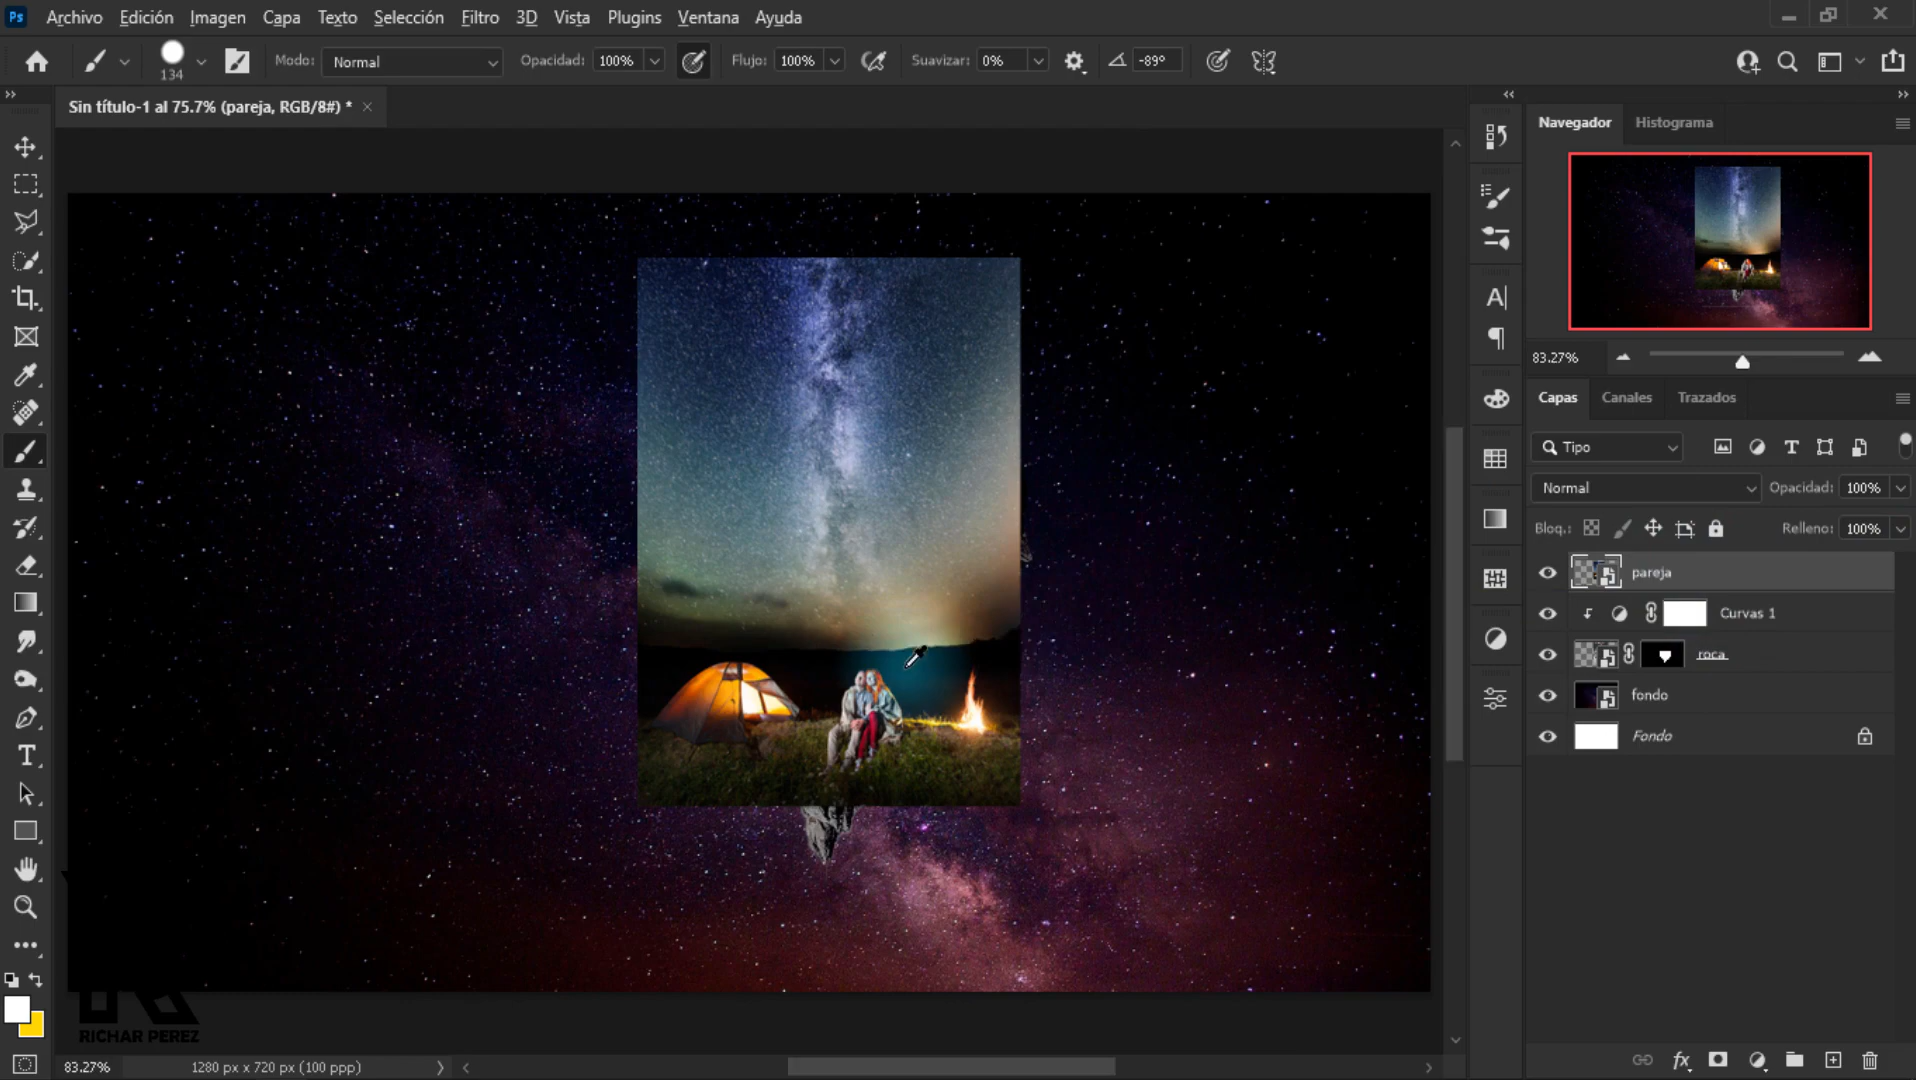 Ps Archivo Edición Imagen Capa Texto Selección Filtro 3D Vista Plugins Ventana Ayuda
134 Modo: Normal Opacidad: 100% Flujo: 100% Suavizar: 0% -89°
Sin título-1 al 75.7% (pareja, RGB/8#) *
Navegador Histograma
83.27%
Capas Canales Trazados
Tipo
Normal Opacidad: 100%
Bloq.: Relleno: 100%
pareja
Curvas 1
roca
fondo
Fondo
RICHAR PEREZ
83.27% 1280 px x 720 px (100 ppp)